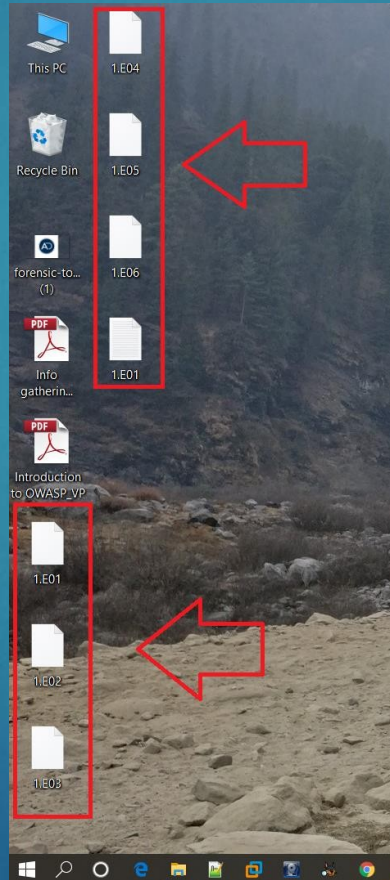 This PC
Recycle Bin
forensic-to...
(1)
PDF
Info
gatherin...
PDF
Introduction
to OWASP_VP
1.E01
1.E02
1.E03
1.E04
1.E05
1.E06
1.E01